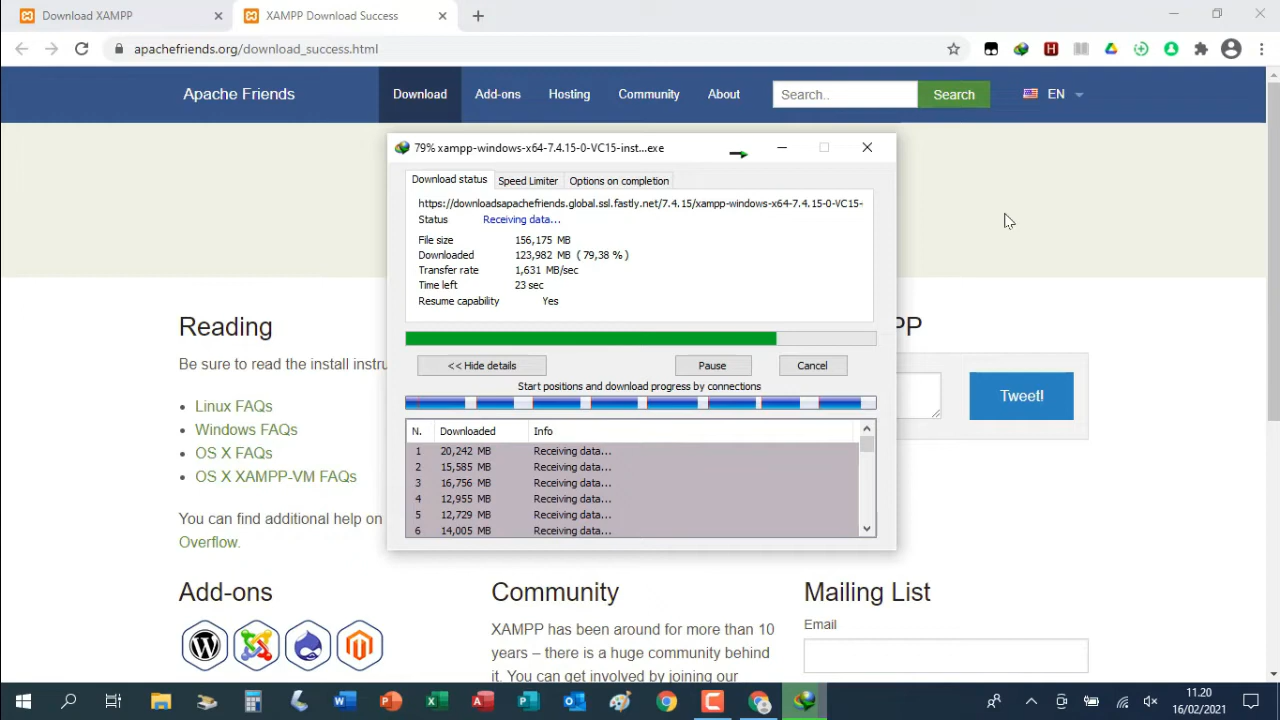 Download XAMPP
XAMPP Download Success
apachefriends.org/download_success.html
Apache Friends
Download
Add-ons
Hosting
Community
About
Search..
Search
EN
79% xampp-windows-x64-7.4.15-0-VC15-inst...exe
Download status
Speed Limiter
Options on completion
https://downloadsapachefriends.global.ssl.fastly.net/7.4.15/xampp-windows-x64-7.4.15-0-VC15-
Status Receiving data...
File size 156,175 MB
Downloaded 123,982 MB ( 79,38 % )
Transfer rate 1,631 MB/sec
Time left 23 sec
Resume capability Yes
<< Hide details
Pause
Cancel
Start positions and download progress by connections
N. Downloaded Info
1 20,242 MB Receiving data...
2 15,585 MB Receiving data...
3 16,756 MB Receiving data...
4 12,955 MB Receiving data...
5 12,729 MB Receiving data...
6 14,005 MB Receiving data...
Reading
Be sure to read the install instru
Linux FAQs
Windows FAQs
OS X FAQs
OS X XAMPP-VM FAQs
You can find additional help on
Overflow.
PP
Tweet!
Add-ons
Community
XAMPP has been around for more than 10
years – there is a huge community behind
it. You can get involved by joining our
Mailing List
Email
11.20
16/02/2021